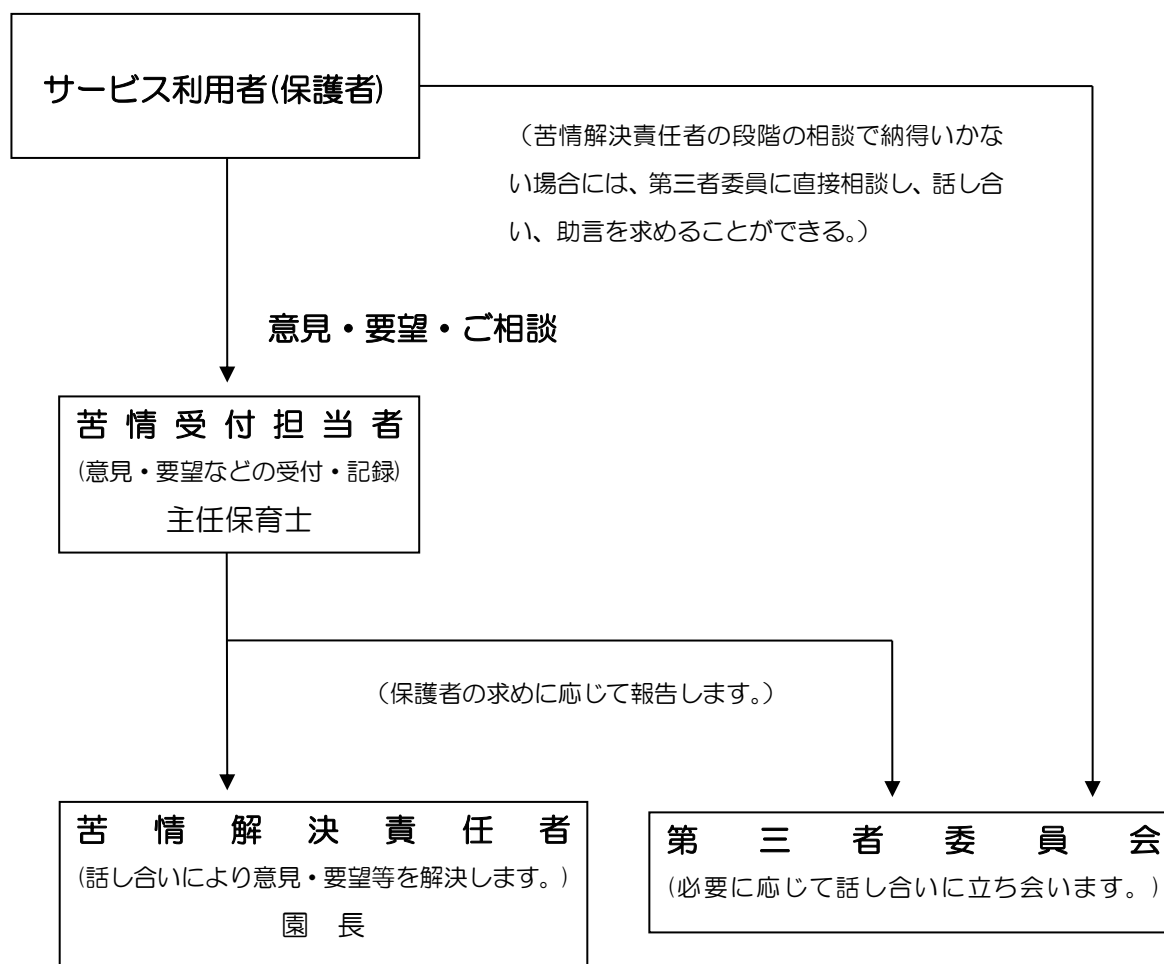 サービス利用者(保護者)
（苦情解決責任者の段階の相談で納得いかな
い場合には、第三者委員に直接相談し、話し合
い、助言を求めることができる。）
意見・要望・ご相談
苦情受付担当者
(意見・要望などの受付・記録)
主任保育士
（保護者の求めに応じて報告します。）
苦情解決責任者
(話し合いにより意見・要望等を解決します。)
園　長
第三者委員会
(必要に応じて話し合いに立ち会います。)